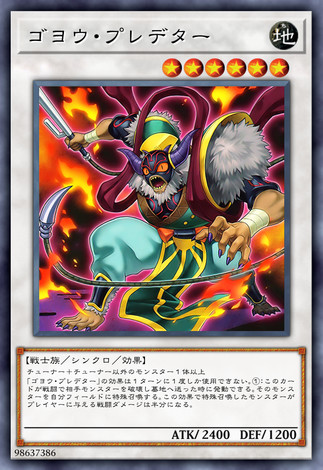 ゴヨウ・プレデター
地
【戦士族／シンクロ／効果】
チューナー＋チューナー以外のモンスター１体以上
「ゴヨウ・プレデター」の効果は１ターンに１度しか使用できない。①：このカー
ドが戦闘で相手モンスターを破壊し墓地へ送った時に発動できる。そのモンス
ターを自分フィールドに特殊召喚する。この効果で特殊召喚したモンスターが
プレイヤーに与える戦闘ダメージは半分になる。
ATK/ 2400 DEF/ 1200
98637386